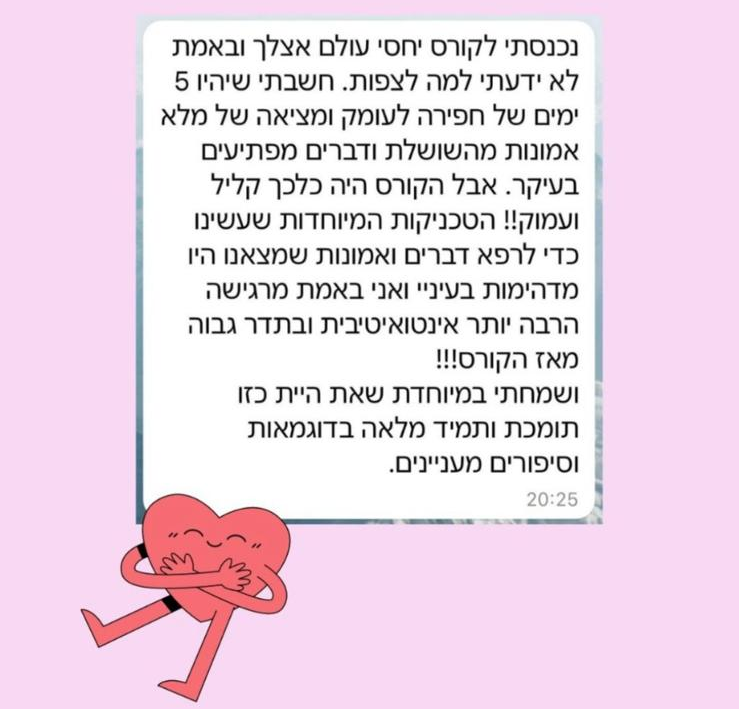 נכנסתי לקורס יחסי עולם אצלך ובאמת
לא ידעתי למה לצפות. חשבתי שיהיו 5
ימים של חפירה לעומק ומציאה של מלא
אמונות מהשושלת ודברים מפתיעים
בעיקר. אבל הקורס היה כלכך קליל
ועמוק!! הטכניקות המיוחדות שעשינו
כדי לרפא דברים ואמונות שמצאנו היו
מדהימות בעיניי ואני באמת מרגישה
הרבה יותר אינטואיטיבית ובתדר גבוה
מאז הקורס!!!
ושמחתי במיוחדת שאת היית כזו
תומכת ותמיד מלאה בדוגמאות
וסיפורים מעניינים.
20:25